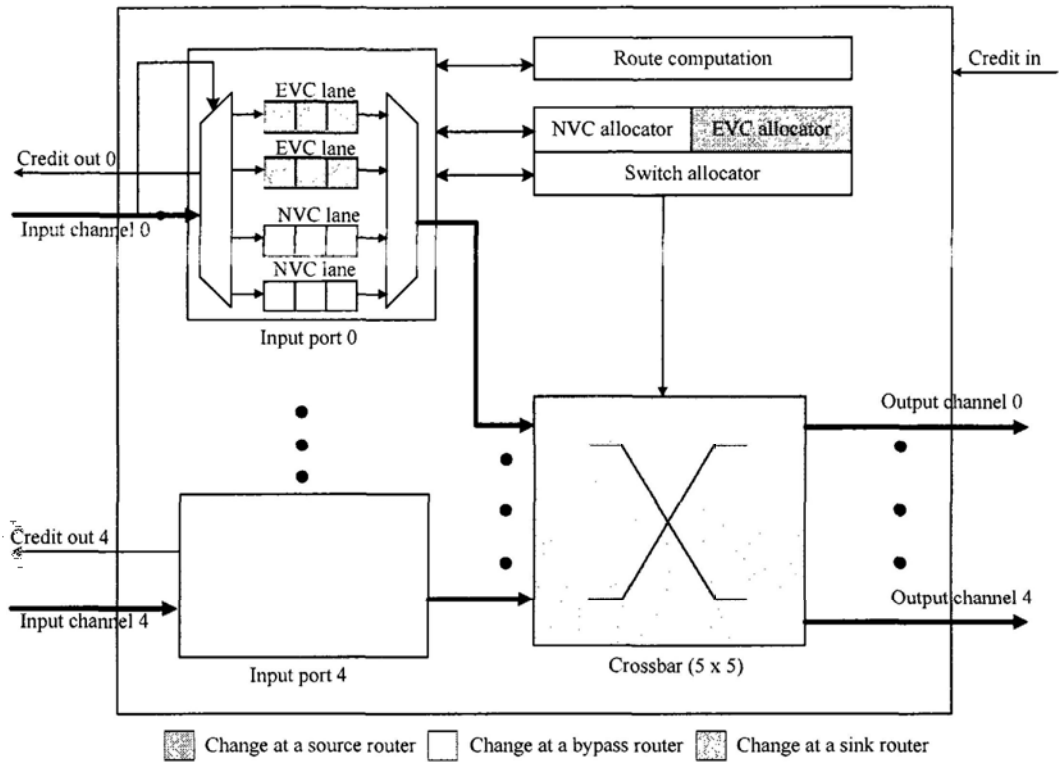 Route computation
Credit in
EVC lane
NVC allocator
EVC allocator
EVC lane
Credit out 0
Switch allocator
Input channel 0
NVC lane
NVC lane
Input port 0
Output channel 0
Credit out 4
Input channel 4
Output channel 4
Input port 4
Crossbar (5 x 5)
Change at a source router
Change at a bypass router
Change at a sink router